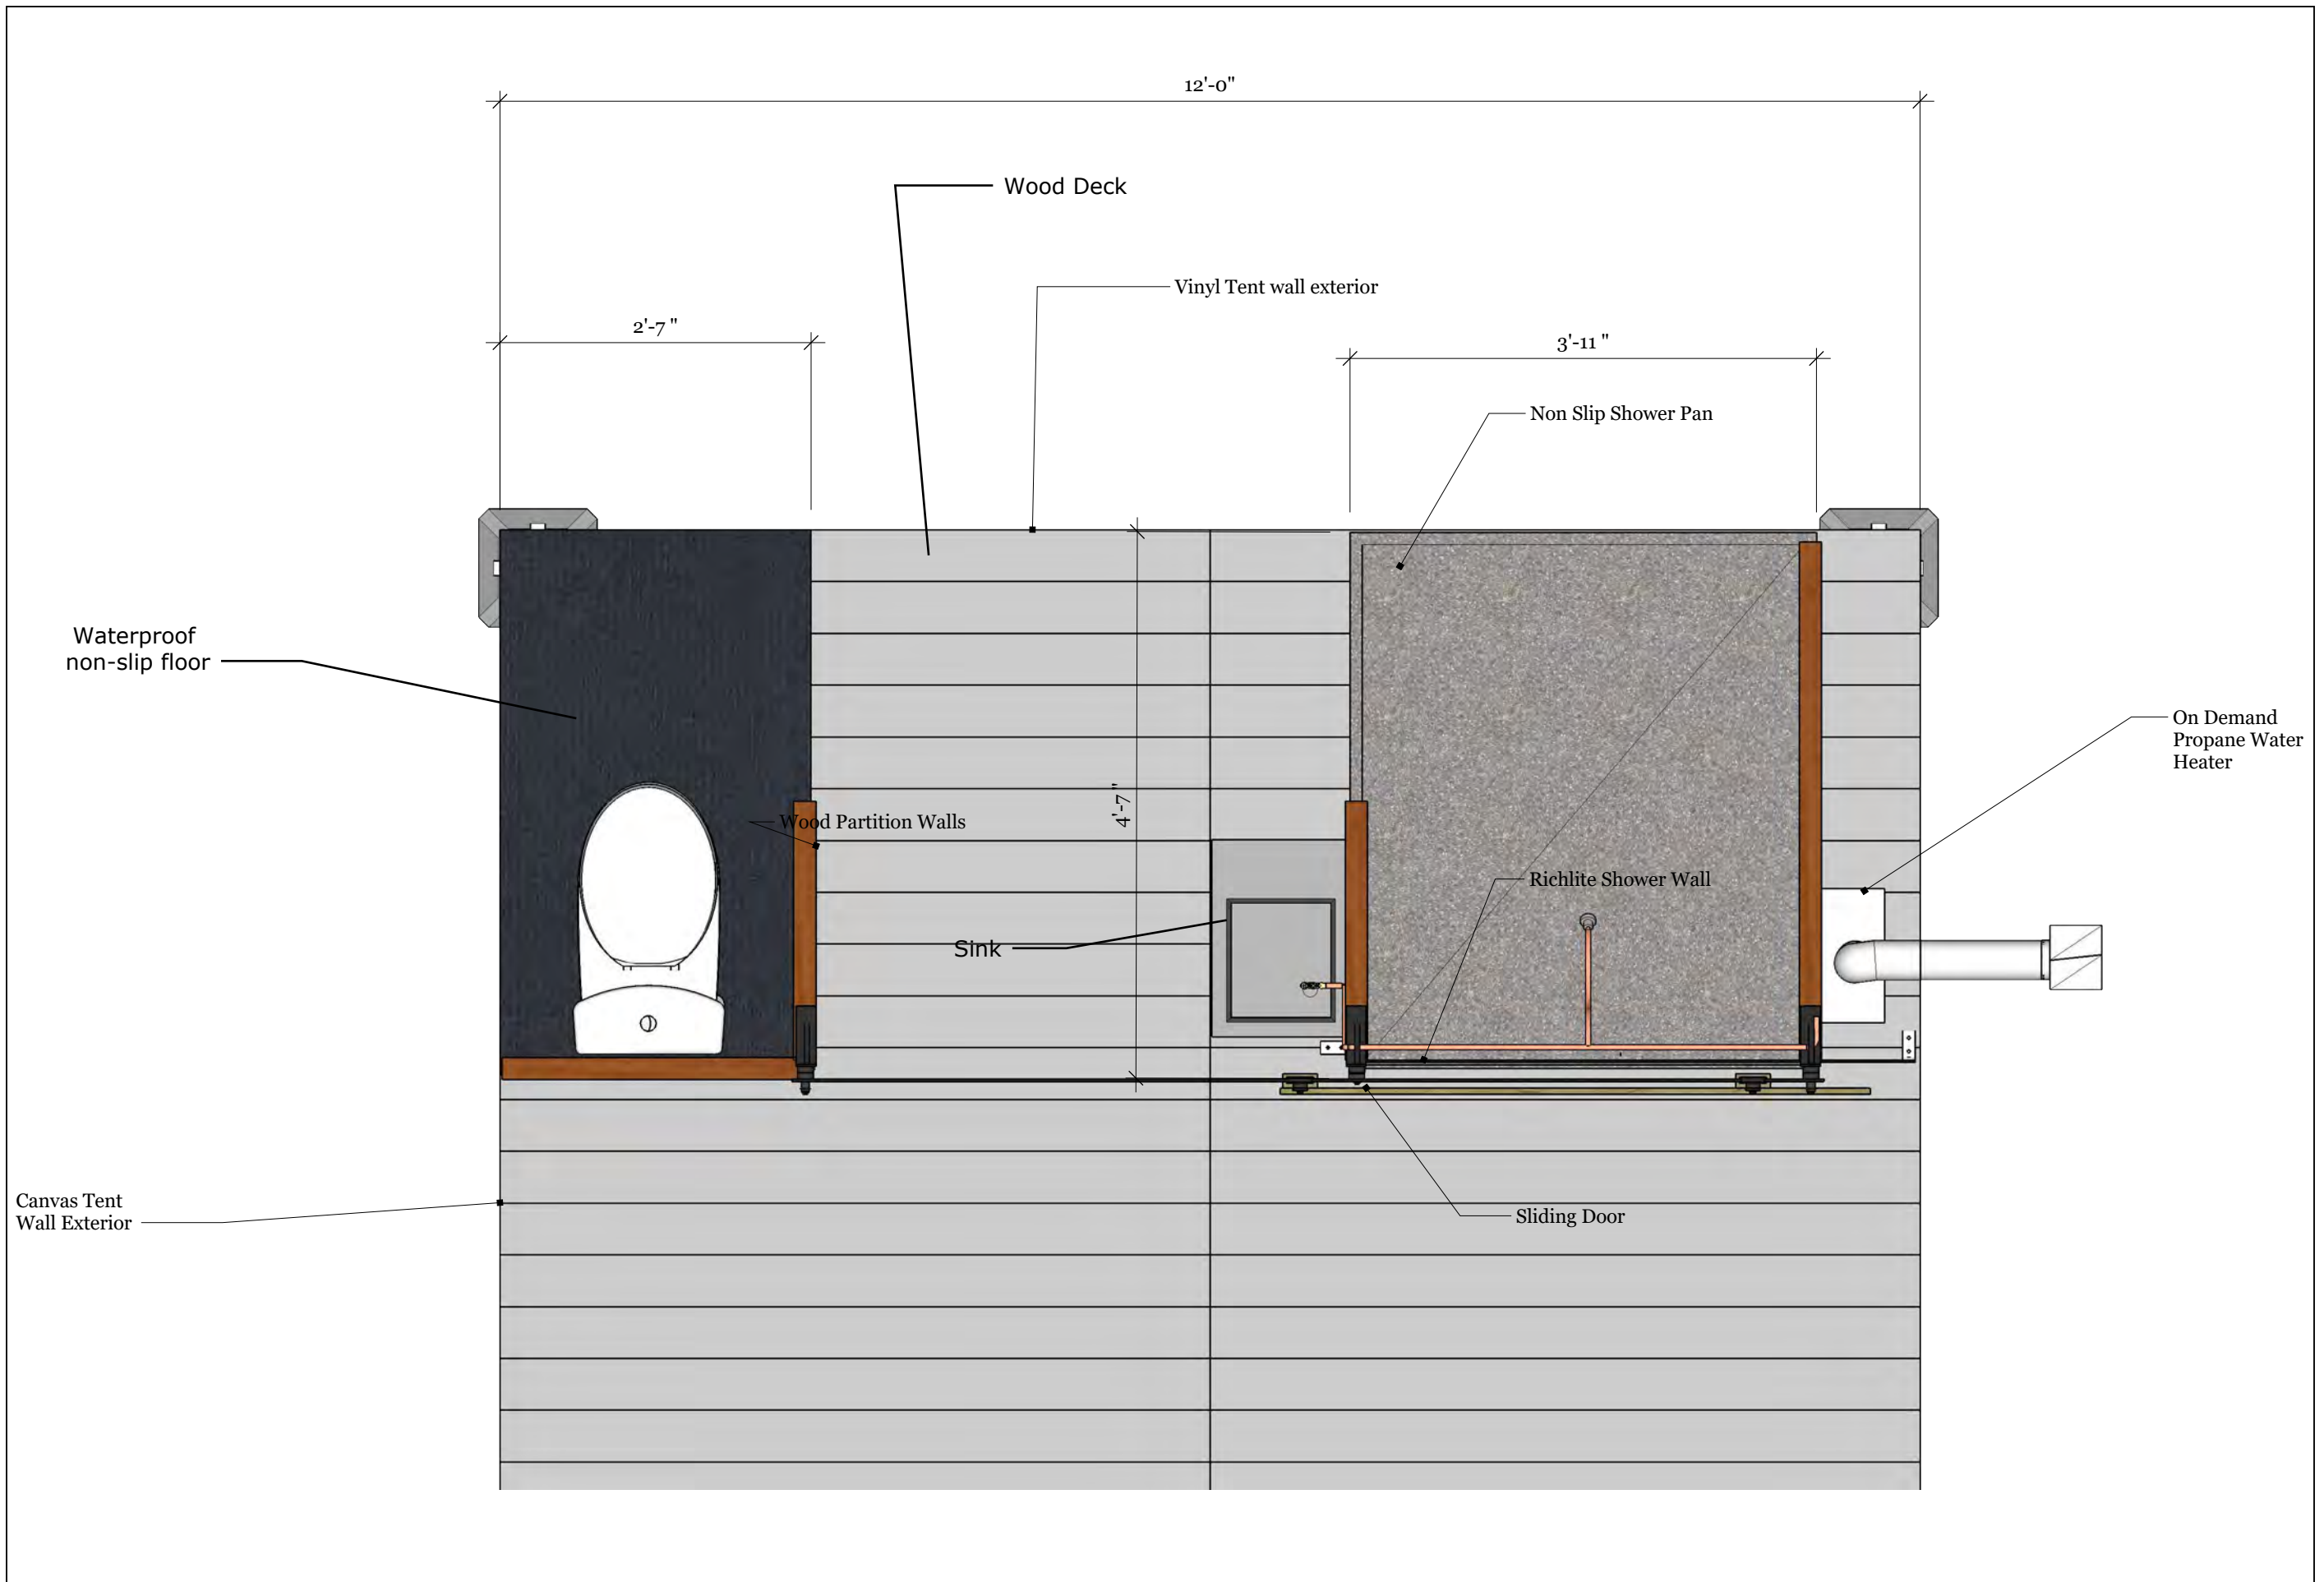 12'-0"
Wood Deck
Vinyl Tent wall exterior
2'-7 "
3'-11 "
Non Slip Shower Pan
Waterproof
non-slip floor
On Demand
Propane Water
Heater
4'-7 "
Wood Partition Walls
Richlite Shower Wall
Sink
Canvas Tent
Wall Exterior
Sliding Door